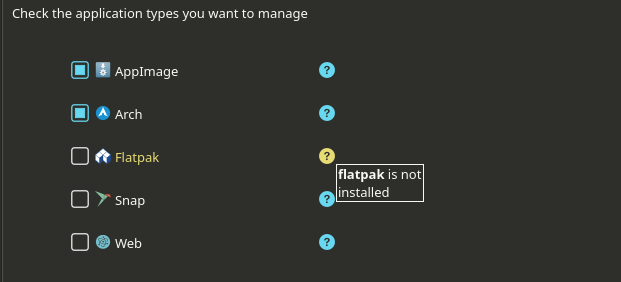 Check the application types you want to manage
AppImage
?
Arch
?
Flatpak
?
flatpak is not
installed
Snap
?
Web
?